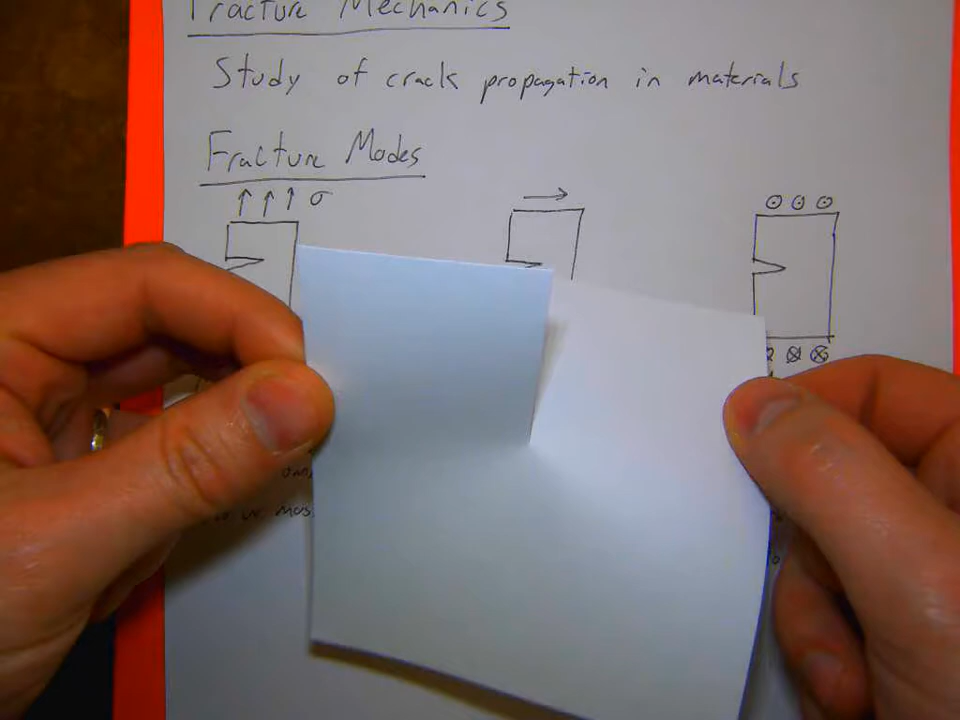 Fracture Mechanics
Study of crack propagation in materials
Fracture Modes
σ